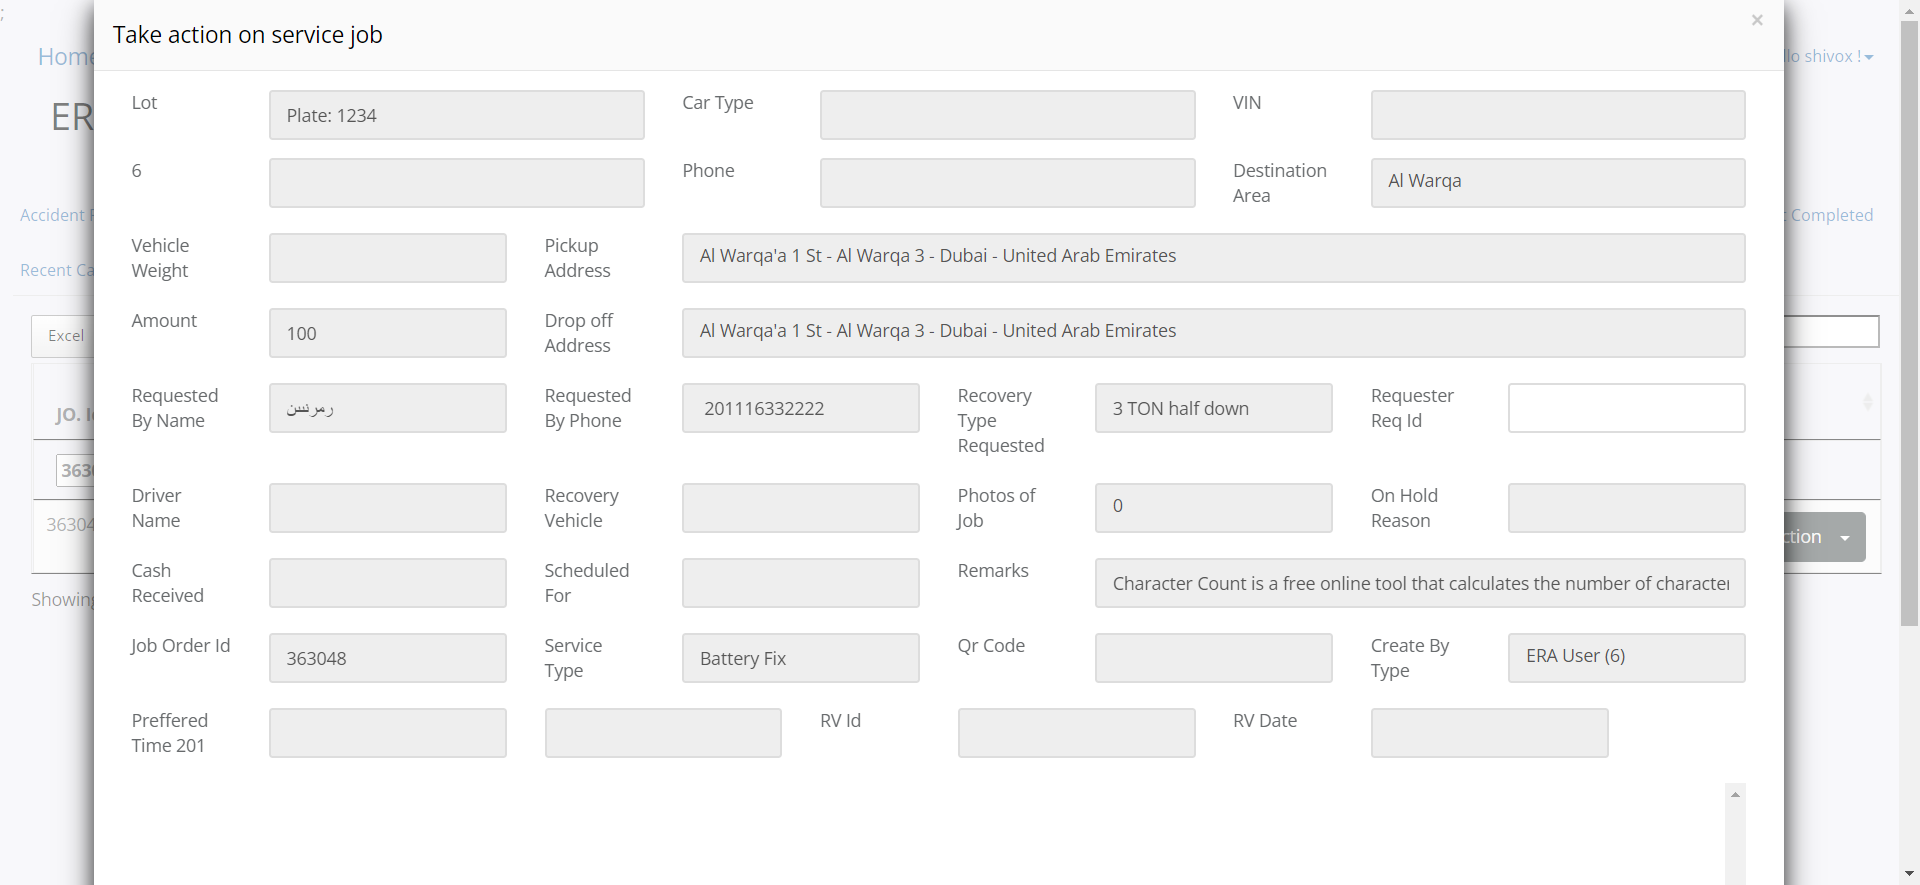 ;
Take action on service job
×
Home
llo shivox !
ER
Lot
Plate: 1234
Car Type
VIN
6
Phone
Destination Area
Al Warqa
Accident
Completed
Vehicle Weight
Pickup Address
Al Warqa'a 1 St - Al Warqa 3 - Dubai - United Arab Emirates
Recent Ca
Amount
100
Drop off Address
Al Warqa'a 1 St - Al Warqa 3 - Dubai - United Arab Emirates
Excel
Requested By Name
Requested By Phone
201116332222
Recovery Type Requested
3 TON half down
Requester Req Id
JO. I
363
Driver Name
Recovery Vehicle
Photos of Job
0
On Hold Reason
36304
ction
Cash Received
Scheduled For
Remarks
Character Count is a free online tool that calculates the number of character
Showing
Job Order Id
363048
Service Type
Battery Fix
Qr Code
Create By Type
ERA User (6)
Preffered Time 201
RV Id
RV Date